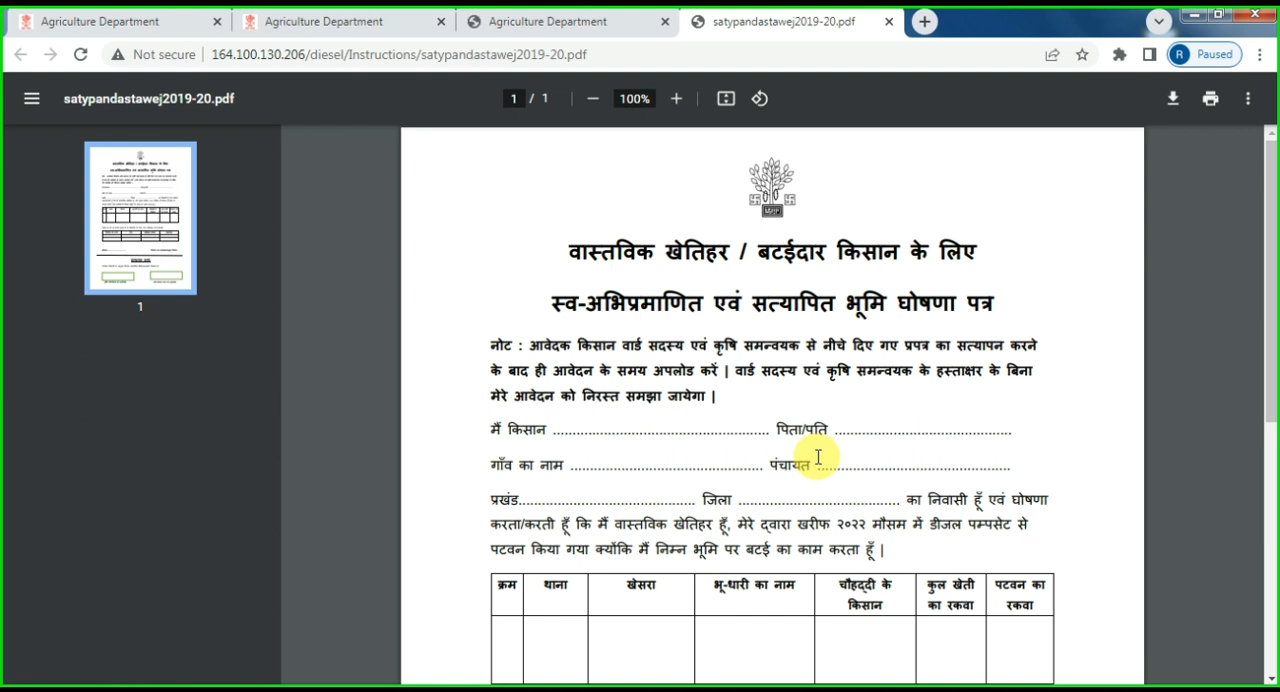 Agriculture Department
Agriculture Department
Agriculture Department
satypandastawej2019-20.pdf
Not secure
164.100.130.206/diesel/Instructions/satypandastawej2019-20.pdf
R Paused
satypandastawej2019-20.pdf
1 / 1
100%
1
वास्तविक खेतिहर / बटईदार किसान के लिए
स्व-अभिप्रमाणित एवं सत्यापित भूमि घोषणा पत्र
नोट : आवेदक किसान वार्ड सदस्य एवं कृषि समन्वयक से नीचे दिए गए प्रपत्र का सत्यापन करने
के बाद ही आवेदन के समय अपलोड करें | वार्ड सदस्य एवं कृषि समन्वयक के हस्ताक्षर के बिना
मेरे आवेदन को निरस्त समझा जायेगा |
मैं किसान ........................................................ पिता/पति ..............................................
गाँव का नाम .................................................. पंचायत ..................................................
प्रखंड.............................................. जिला .......................................... का निवासी हूँ एवं घोषणा
करता/करती हूँ कि मैं वास्तविक खेतिहर हूँ, मेरे द्वारा खरीफ २०२२ मौसम में डीजल पम्पसेट से
पटवन किया गया क्योंकि मैं निम्न भूमि पर बटई का काम करता हूँ |
क्रम थाना खेसरा भू-धारी का नाम चौहद्दी के किसान कुल खेती का रकवा पटवन का रकवा